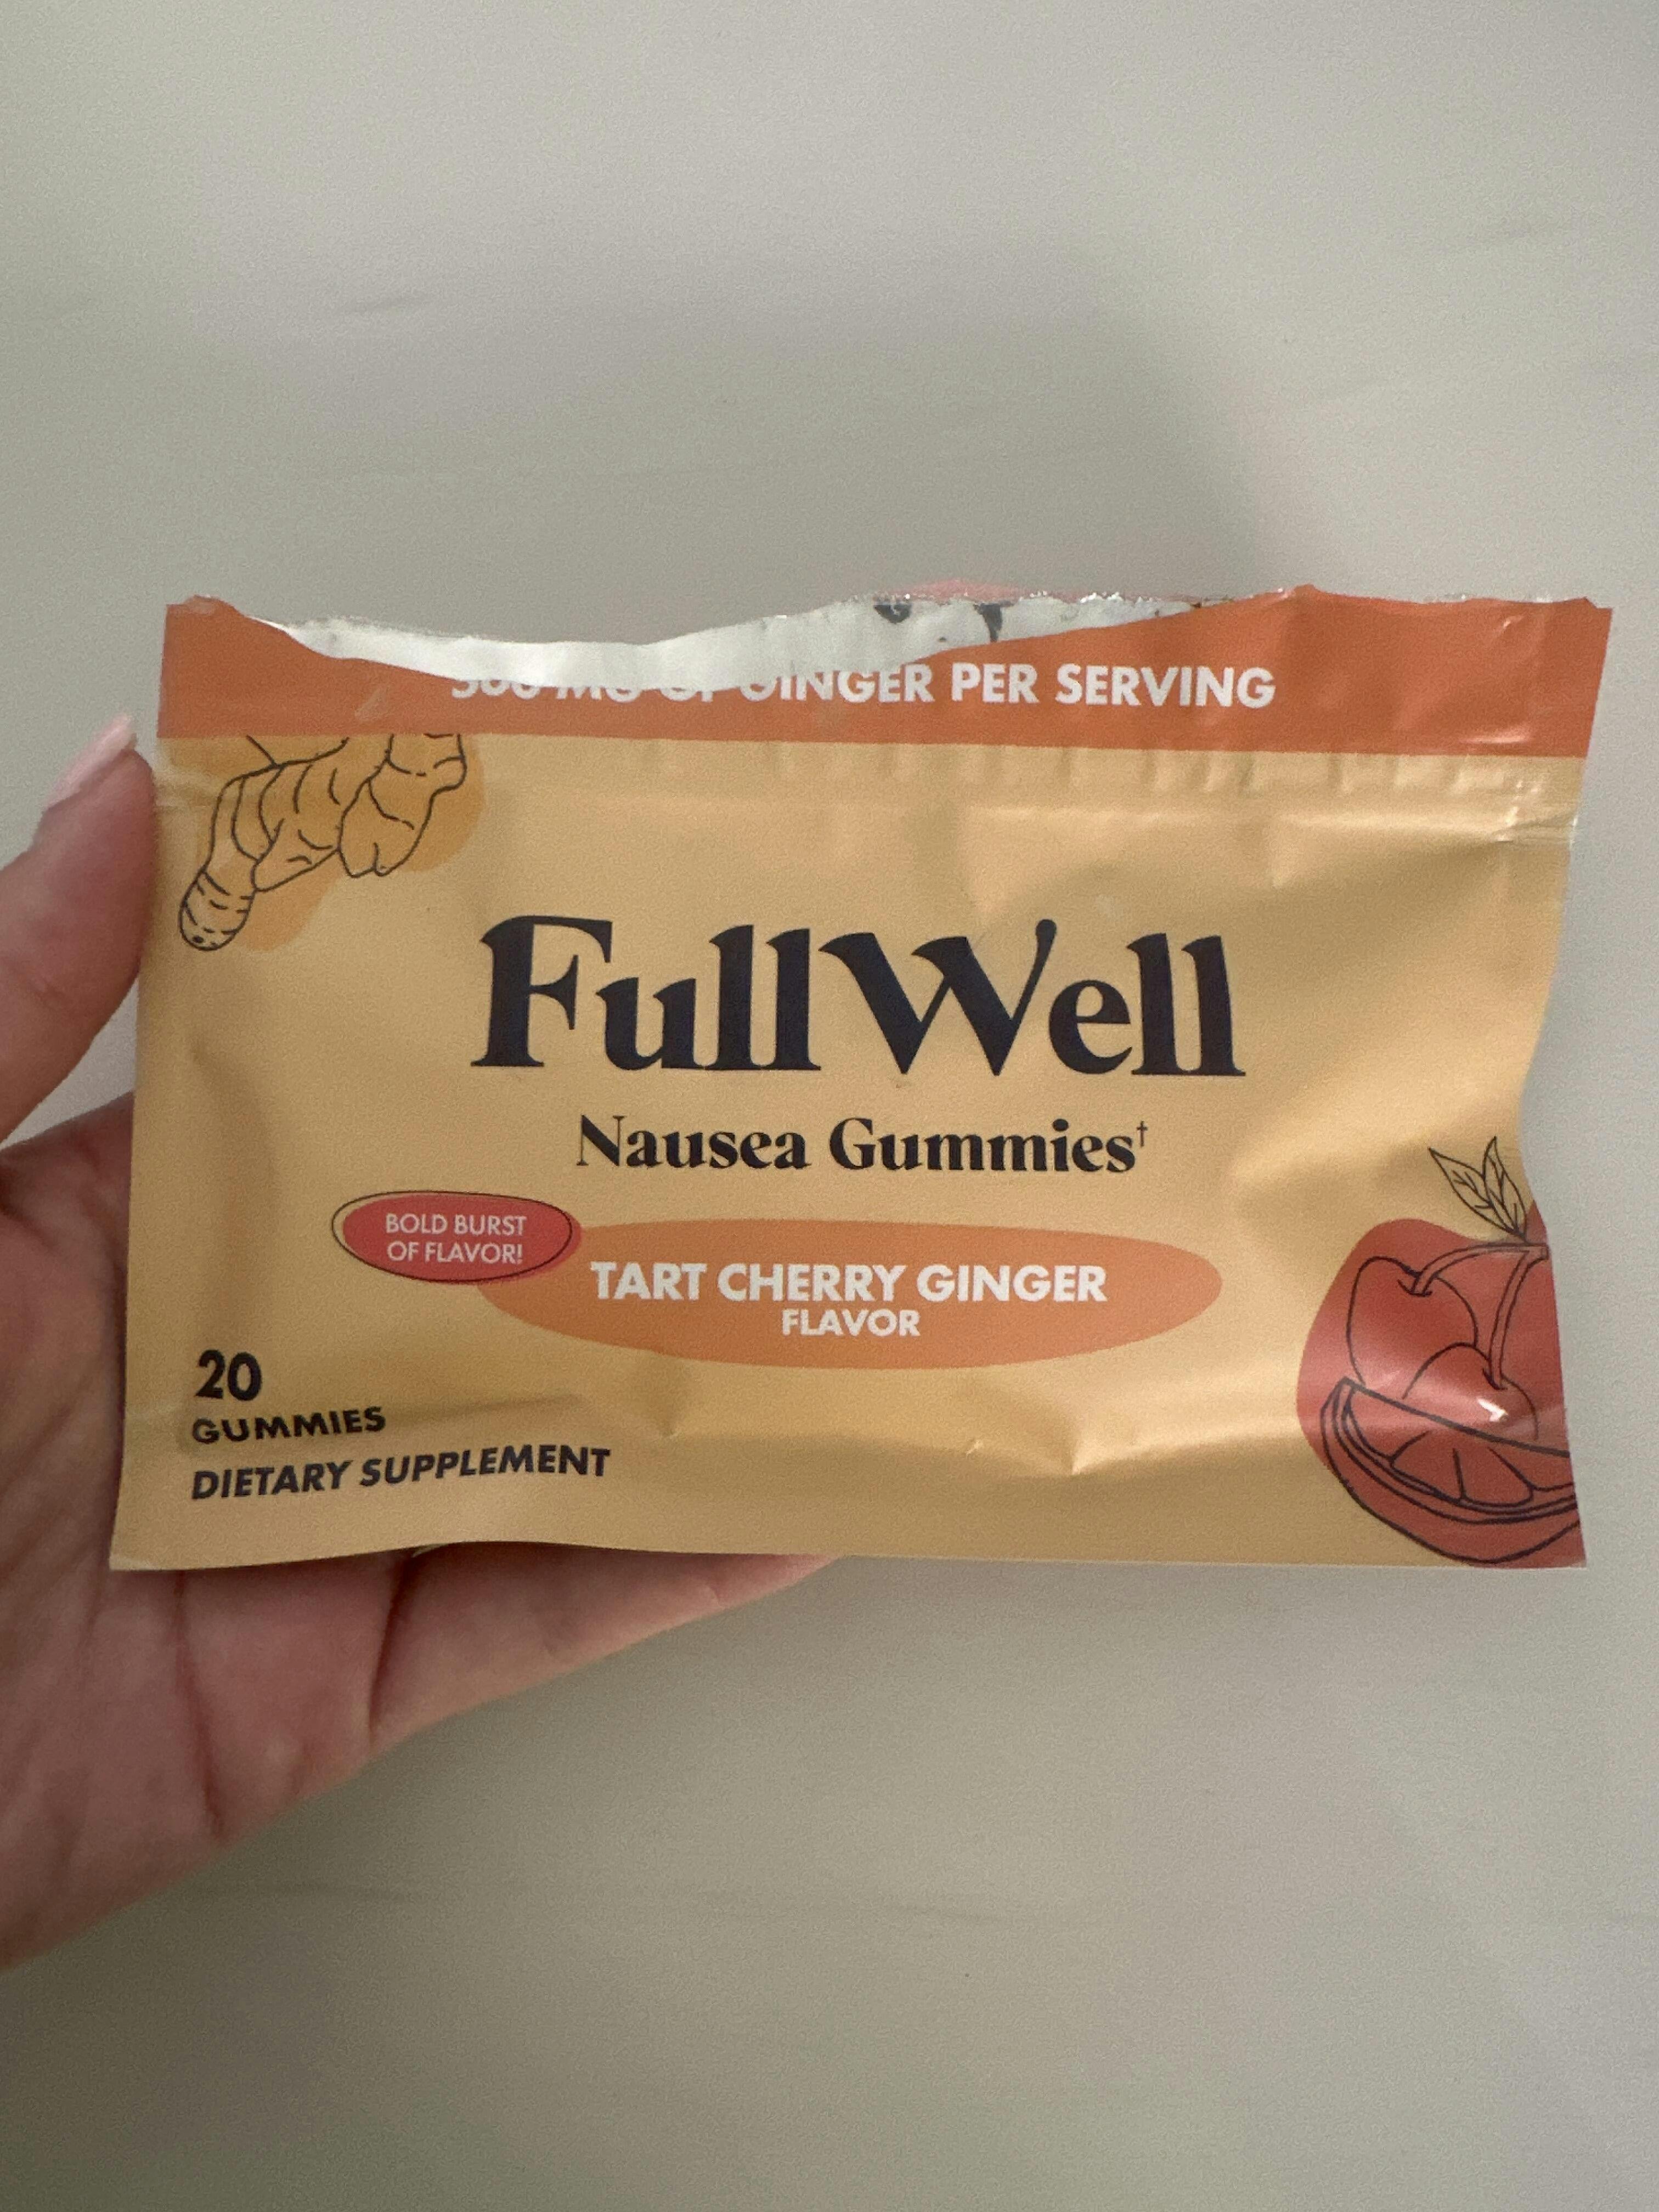 GINGER PER SERVING
FullWell
Nausea Gummies†
BOLD BURST
OF FLAVOR!
TART CHERRY GINGER
FLAVOR
20
GUMMIES
DIETARY SUPPLEMENT